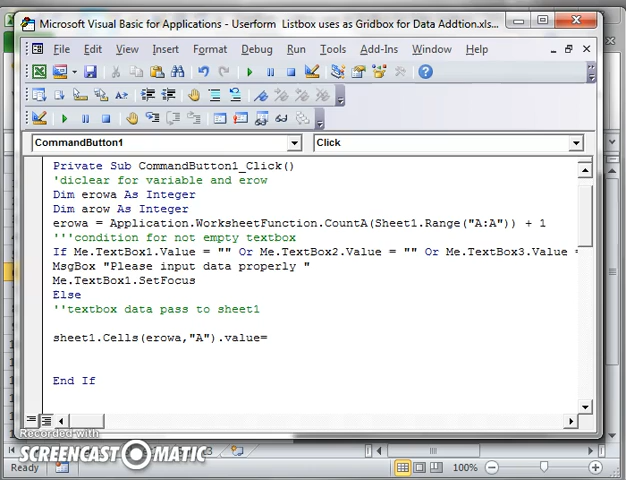 Microsoft Visual Basic for Applications - Userform Listbox uses as Gridbox for Data Addtion.xls...
File Edit View Insert Format Debug Run Tools Add-Ins Window Help
CommandButton1 Click
Private Sub CommandButton1_Click()
'diclear for variable and erow
Dim erowa As Integer
Dim arow As Integer
erowa = Application.WorksheetFunction.CountA(Sheet1.Range("A:A")) + 1
'''condition for not empty textbox
If Me.TextBox1.Value = "" Or Me.TextBox2.Value = "" Or Me.TextBox3.Value =
MsgBox "Please input data properly "
Me.TextBox1.SetFocus
Else
''textbox data pass to sheet1
sheet1.Cells(erowa,"A").value=
End If
Recorded with
SCREENCAST-O-MATIC
Ready 100%